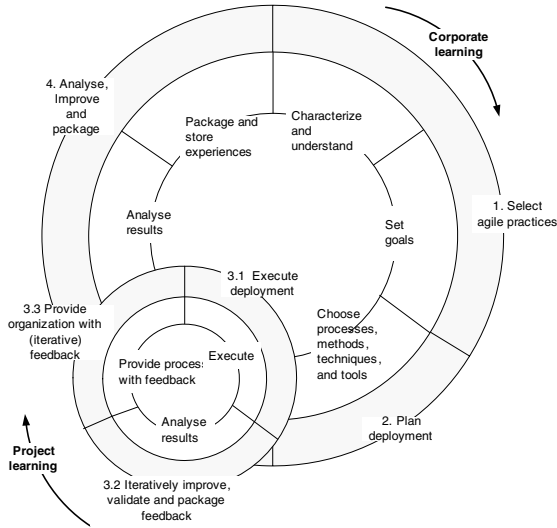 Corporate
learning
4. Analyse,
Improve
and
package
Package and
store
experiences
Characterize
and
understand
1. Select
agile practices
Analyse
results
Set
goals
3.1 Execute
deployment
3.3 Provide
organization with
(iterative)
feedback
Choose
processes,
methods,
techniques,
and tools
Execute
Provide proces
with feedback
Analyse
results
2. Plan
deployment
Project
learning
3.2 Iteratively improve,
validate and package
feedback